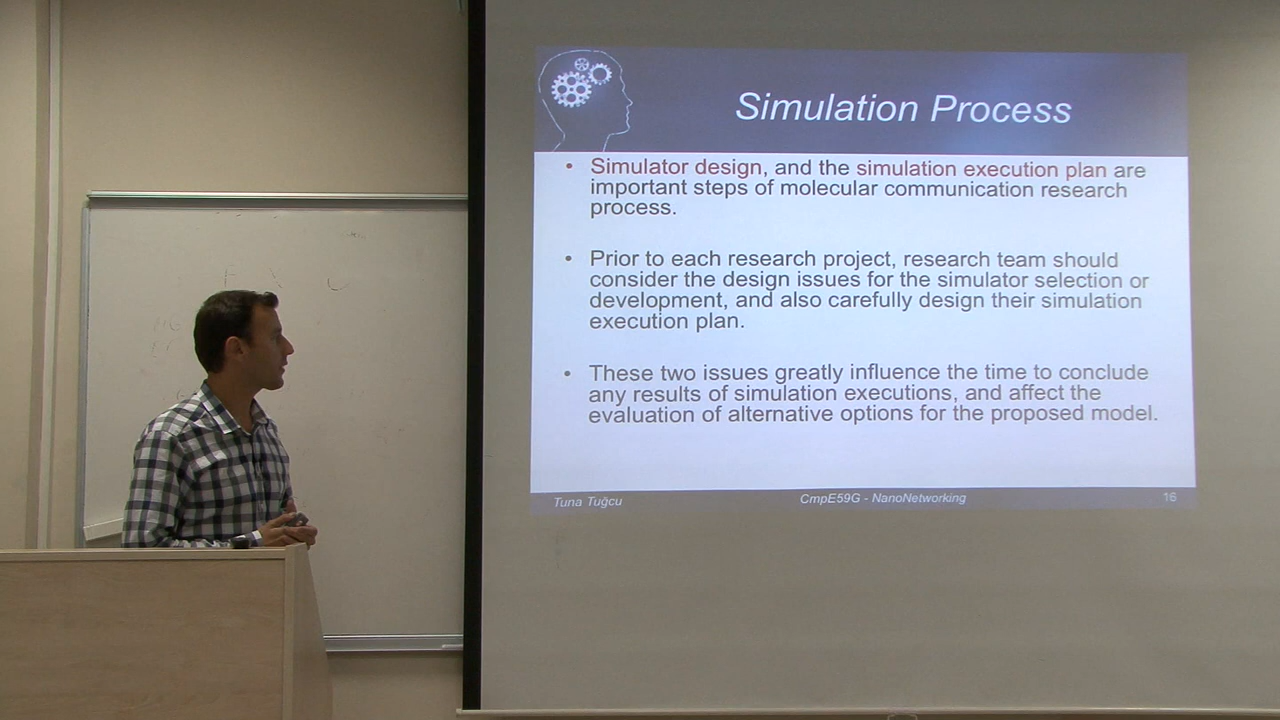 Simulation Process
• Simulator design, and the simulation execution plan are
important steps of molecular communication research
process.
• Prior to each research project, research team should
consider the design issues for the simulator selection or
development, and also carefully design their simulation
execution plan.
• These two issues greatly influence the time to conclude
any results of simulation executions, and affect the
evaluation of alternative options for the proposed model.
Tuna Tuğcu
CmpE59G - NanoNetworking
16